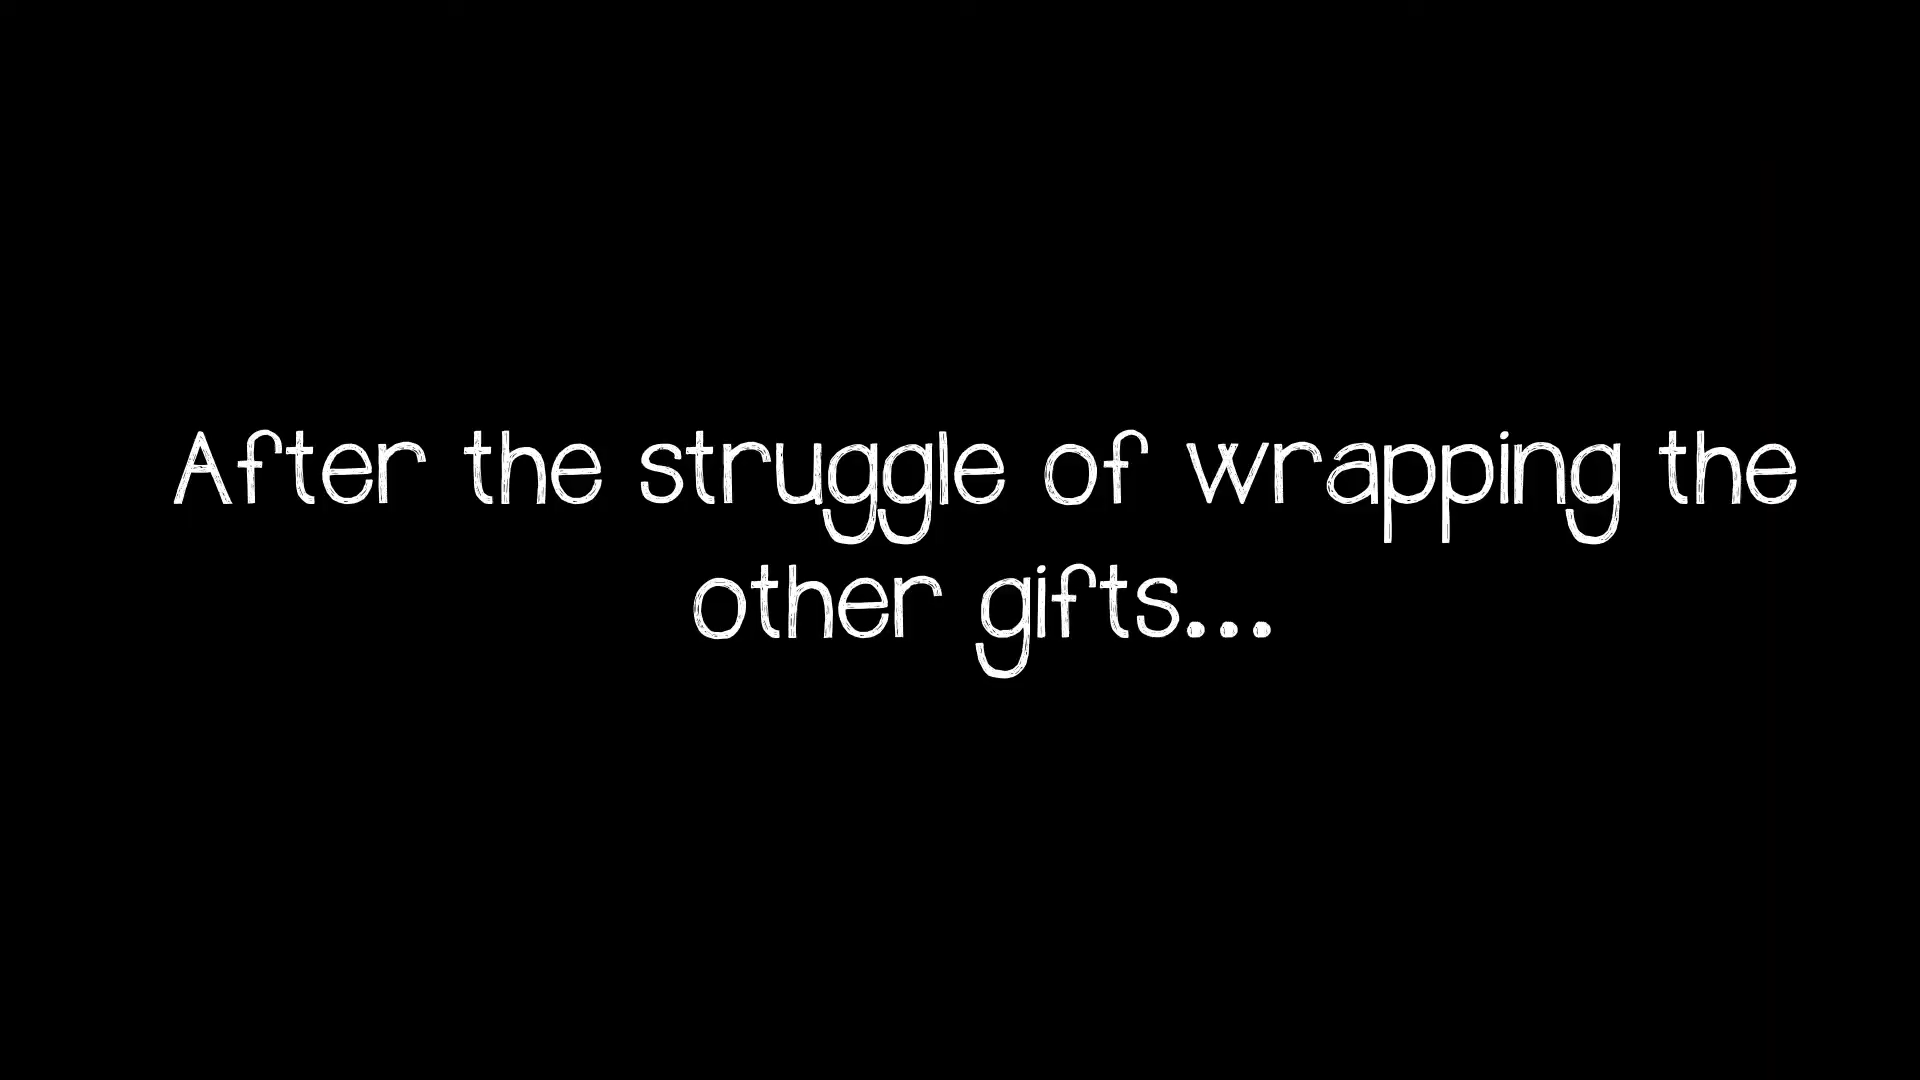 After the struggle of wrapping the
other gifts...